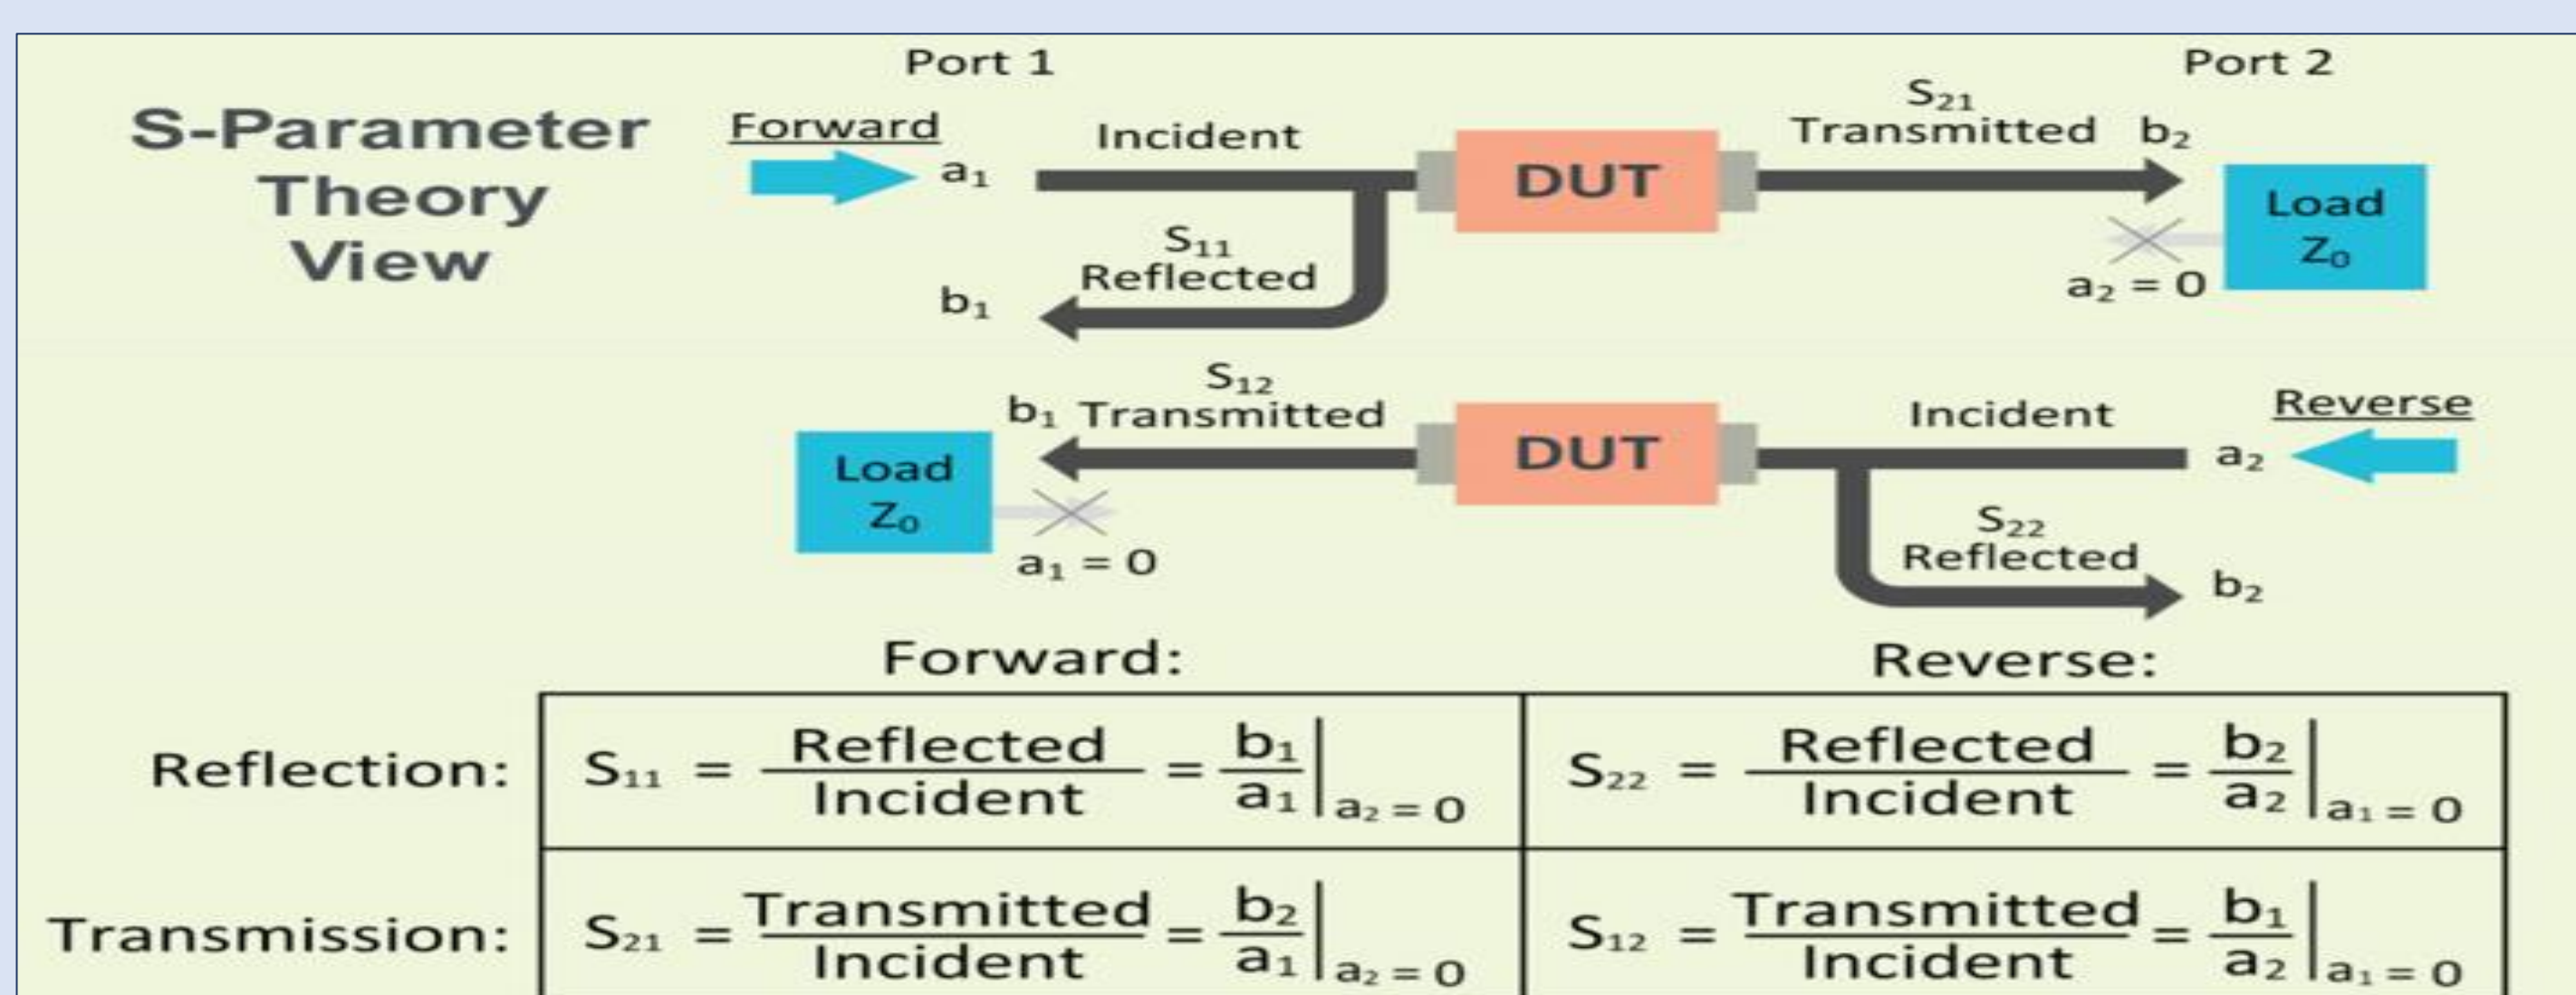 Port 1
Port 2
S-Parameter
Theory
View
Forward
a₁
Incident
DUT
S₂₁
Transmitted b₂
Load
Z₀
a₂ = 0
S₁₁
Reflected
b₁
S₁₂
b₁ Transmitted
Load
Z₀
a₁ = 0
DUT
Incident
Reverse
a₂
S₂₂
Reflected
b₂
Forward:
Reverse:
Reflection: S₁₁ = Reflected / Incident = b₁ / a₁ | a₂ = 0 S₂₂ = Reflected / Incident = b₂ / a₂ | a₁ = 0
Transmission: S₂₁ = Transmitted / Incident = b₂ / a₁ | a₂ = 0 S₁₂ = Transmitted / Incident = b₁ / a₂ | a₁ = 0